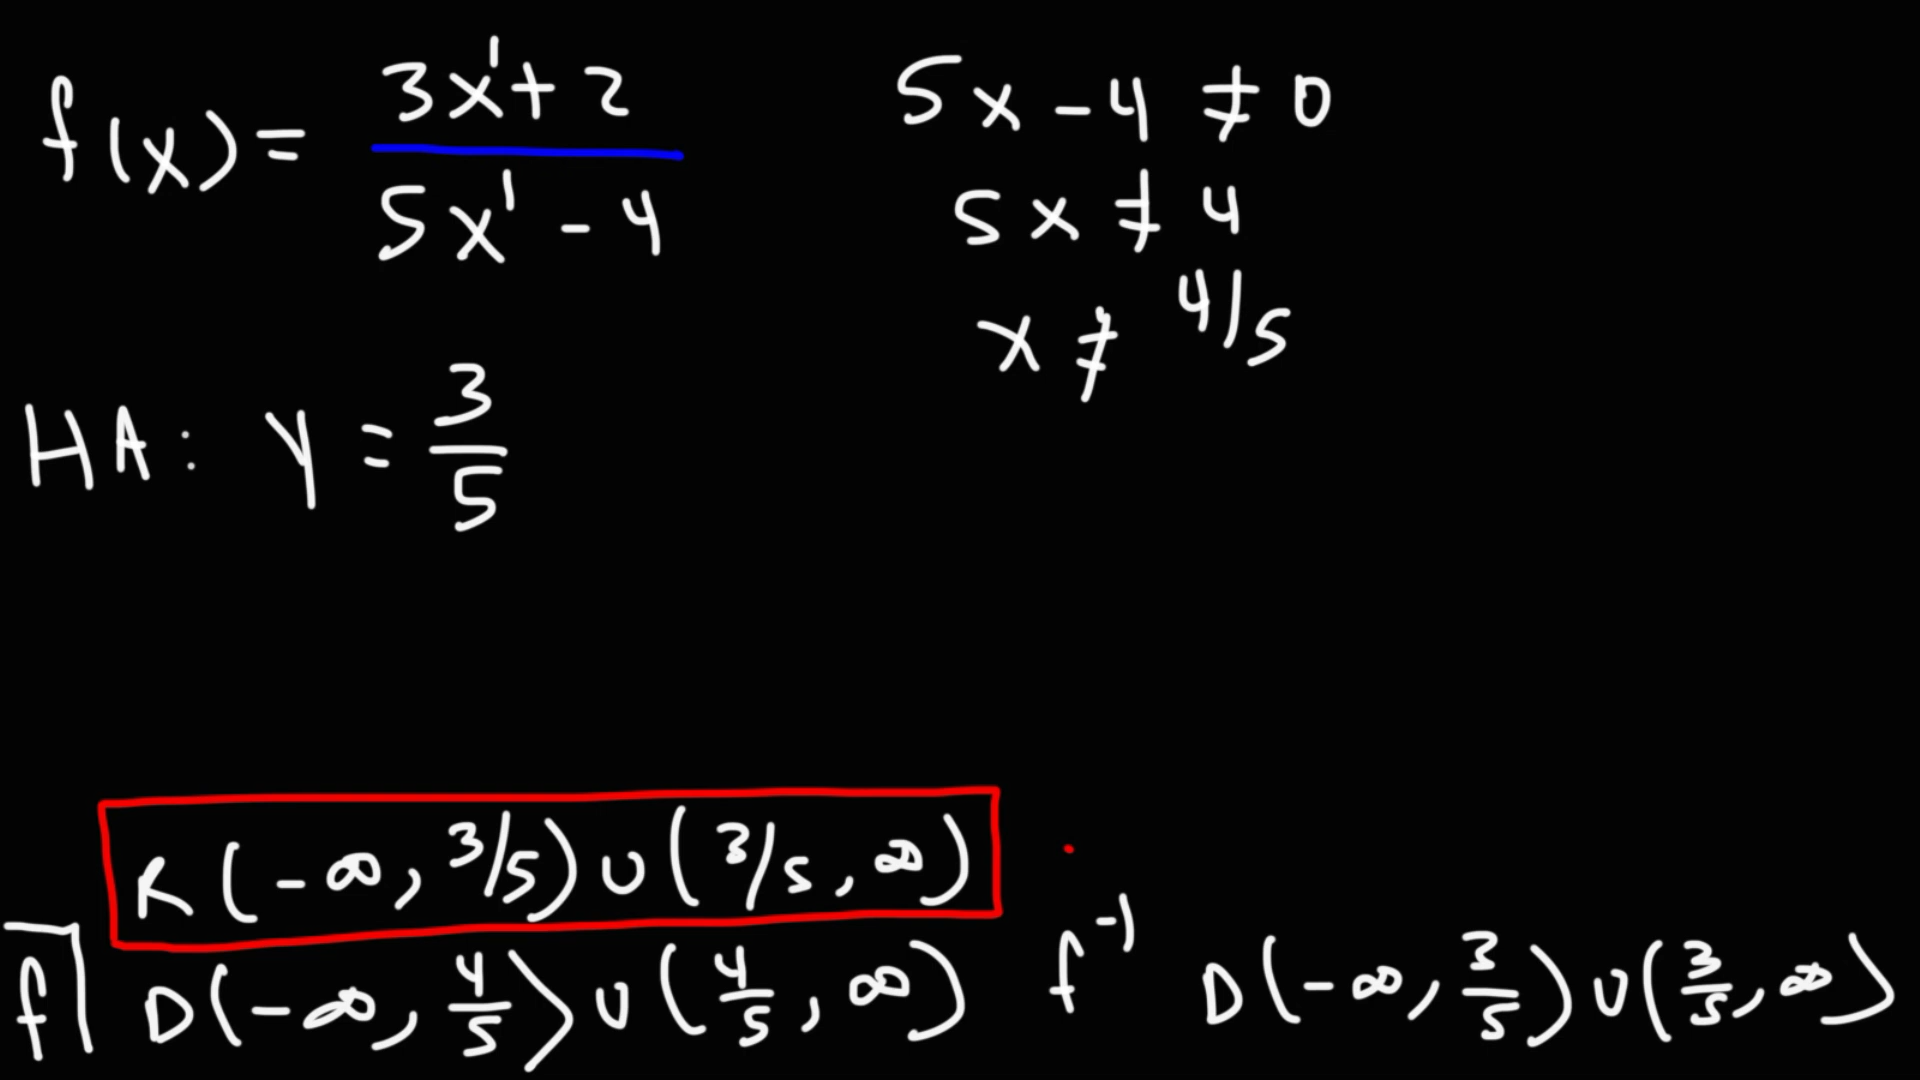 f(x) = (3x¹ + 2)/(5x¹ - 4)
5x - 4 ≠ 0
5x ≠ 4
x ≠ 4/5
HA: y = 3/5
R (-∞, 3/5) ∪ (3/5, ∞)
f D (-∞, 4/5) ∪ (4/5, ∞)
f⁻¹ D (-∞, 3/5) ∪ (3/5, ∞)